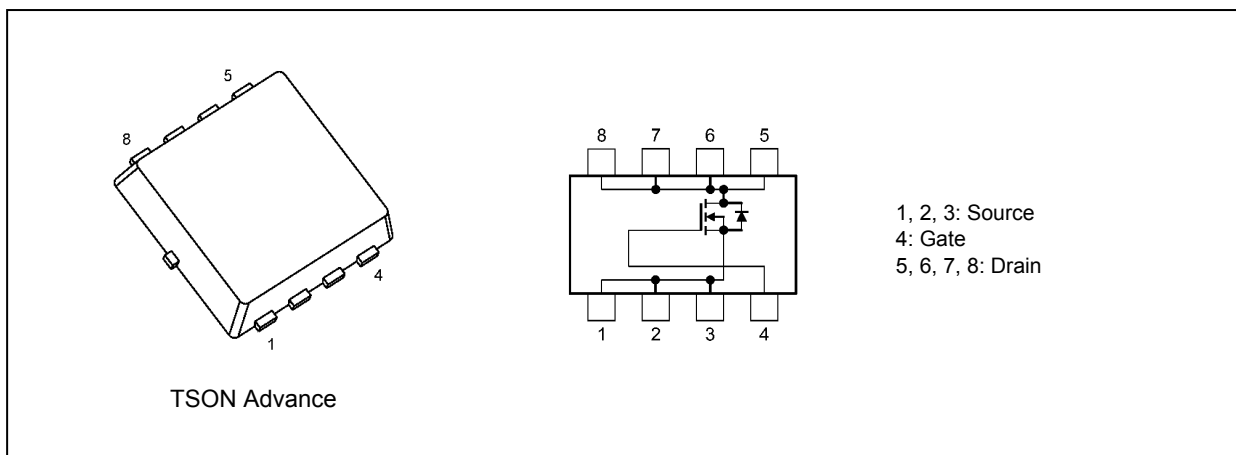 5
8
4
1
TSON Advance
8 7 6 5
1 2 3 4
1, 2, 3: Source
4: Gate
5, 6, 7, 8: Drain